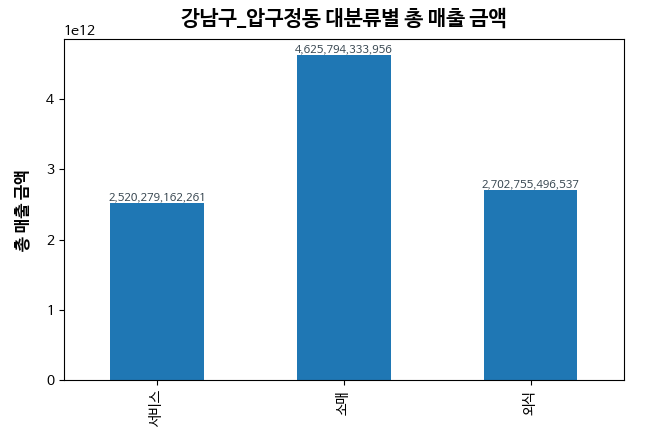 강남구_압구정동 대분류별 총 매출 금액
1e12
총 매출 금액
4
3
2
1
0
2,520,279,162,261
4,625,794,333,956
2,702,755,496,537
서비스
소매
외식